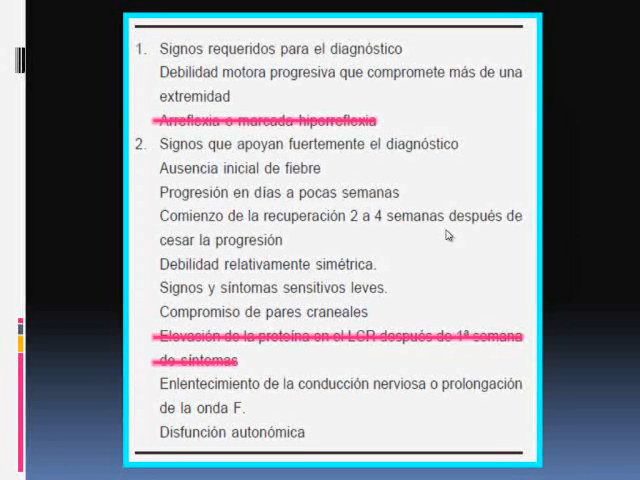 1. Signos requeridos para el diagnóstico
Debilidad motora progresiva que compromete más de una
extremidad
Arreflexia o marcada hiporreflexia
2. Signos que apoyan fuertemente el diagnóstico
Ausencia inicial de fiebre
Progresión en días a pocas semanas
Comienzo de la recuperación 2 a 4 semanas después de
cesar la progresión
Debilidad relativamente simétrica.
Signos y síntomas sensitivos leves.
Compromiso de pares craneales
Elevación de la proteína en el LCR después de 1ª semana
de síntomas
Enlentecimiento de la conducción nerviosa o prolongación
de la onda F.
Disfunción autonómica